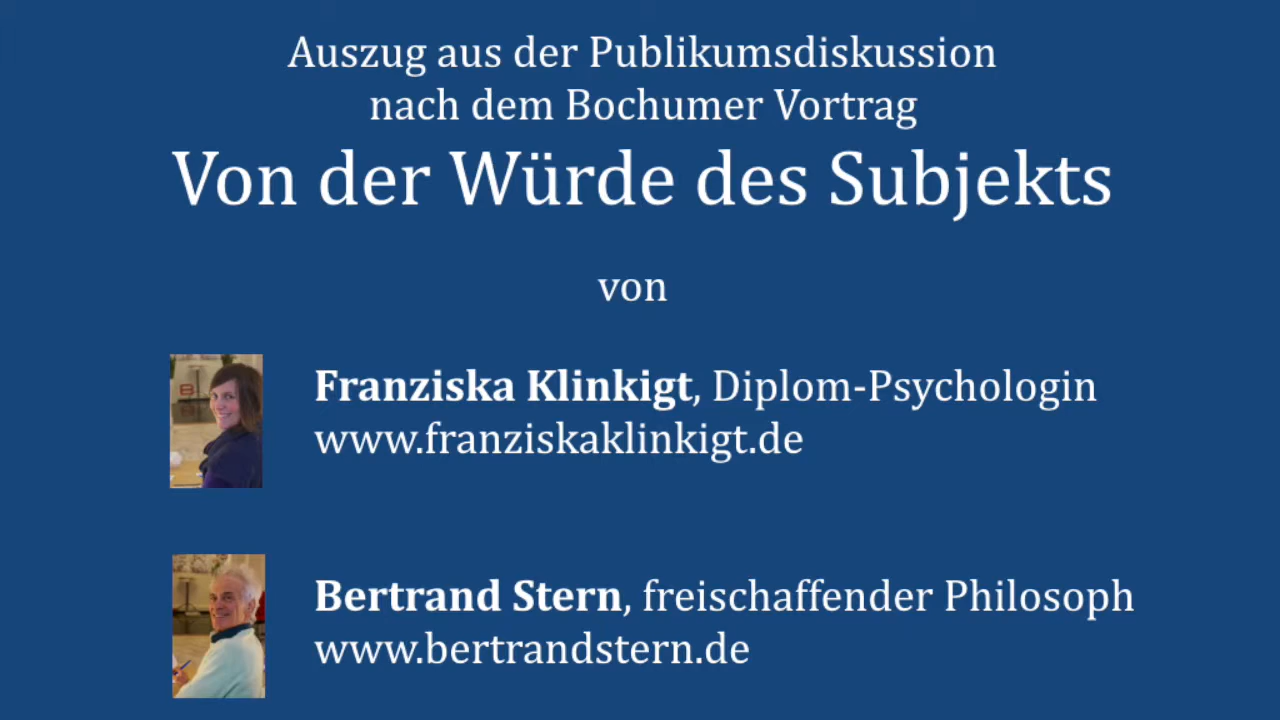 Auszug aus der Publikumsdiskussion
nach dem Bochumer Vortrag
Von der Würde des Subjekts
von
Franziska Klinkigt, Diplom-Psychologin
www.franziskaklinkigt.de
Bertrand Stern, freischaffender Philosoph
www.bertrandstern.de